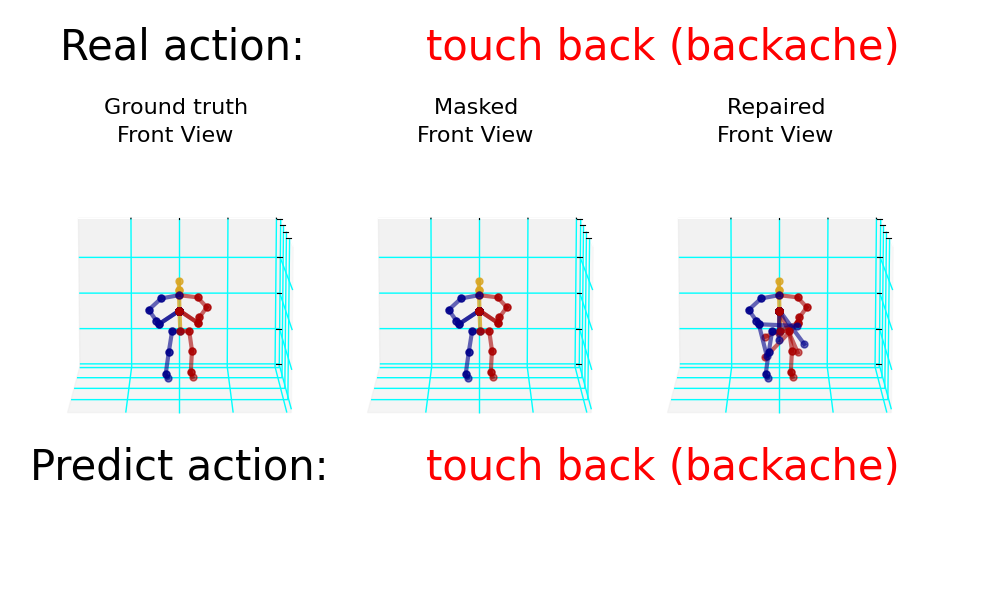 Real action: touch back (backache)
Ground truth Masked Repaired
Front View Front View Front View
Predict action: touch back (backache)